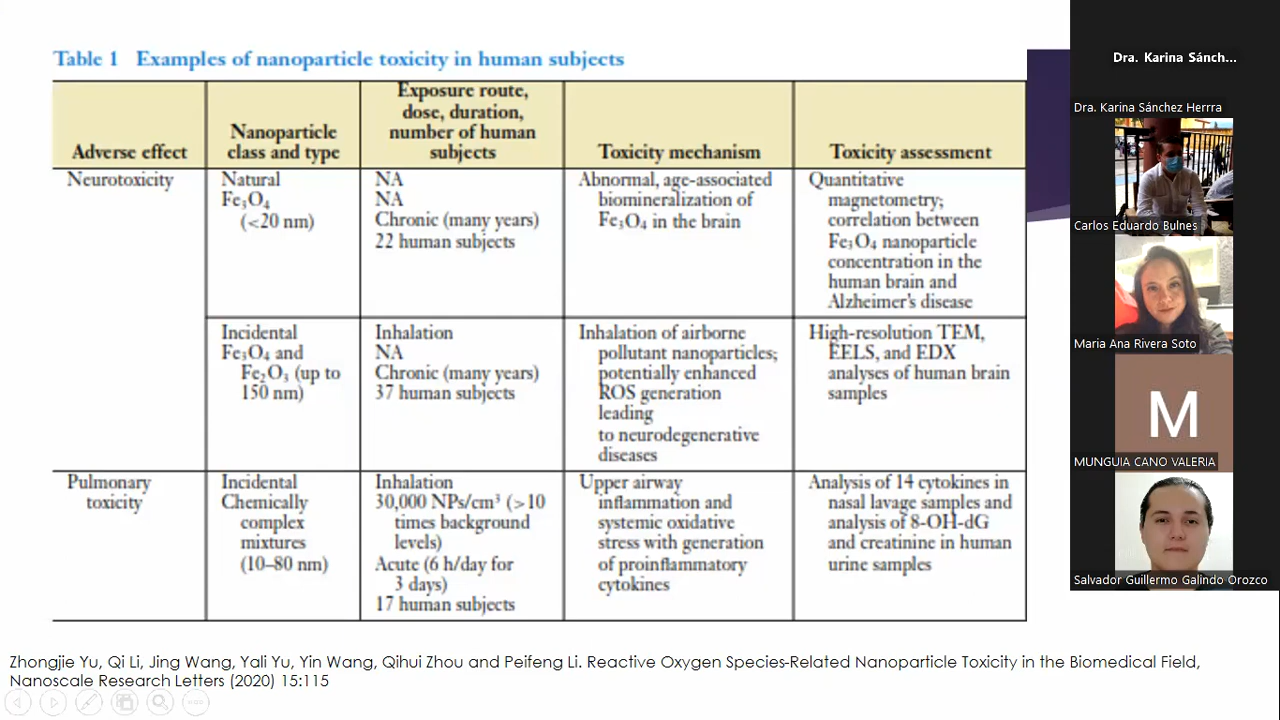 Table 1 Examples of nanoparticle toxicity in human subjects
Adverse effect
Nanoparticle
class and type
Exposure route,
dose, duration,
number of human
subjects
Toxicity mechanism
Toxicity assessment
Neurotoxicity
Natural
Fe₃O₄
(<20 nm)
NA
NA
Chronic (many years)
22 human subjects
Abnormal, age-associated
biomineralization of
Fe₃O₄ in the brain
Quantitative
magnetometry;
correlation between
Fe₃O₄ nanoparticle
concentration in the
human brain and
Alzheimer's disease
Incidental
Fe₃O₄ and
Fe₂O₃ (up to
150 nm)
Inhalation
NA
Chronic (many years)
37 human subjects
Inhalation of airborne
pollutant nanoparticles;
potentially enhanced
ROS generation
leading
to neurodegenerative
diseases
High-resolution TEM,
EELS, and EDX
analyses of human brain
samples
Pulmonary
toxicity
Incidental
Chemically
complex
mixtures
(10–80 nm)
Inhalation
30,000 NPs/cm³ (>10
times background
levels)
Acute (6 h/day for
3 days)
17 human subjects
Upper airway
inflammation and
systemic oxidative
stress with generation
of proinflammatory
cytokines
Analysis of 14 cytokines in
nasal lavage samples and
analysis of 8-OH-dG
and creatinine in human
urine samples
Zhongjie Yu, Qi Li, Jing Wang, Yali Yu, Yin Wang, Qihui Zhou and Peifeng Li. Reactive Oxygen Species-Related Nanoparticle Toxicity in the Biomedical Field,
Nanoscale Research Letters (2020) 15:115
Dra. Karina Sánch...
Dra. Karina Sánchez Herrra
Carlos Eduardo Bulnes
Maria Ana Rivera Soto
M
MUNGUIA CANO VALERIA
Salvador Guillermo Galindo Orozco